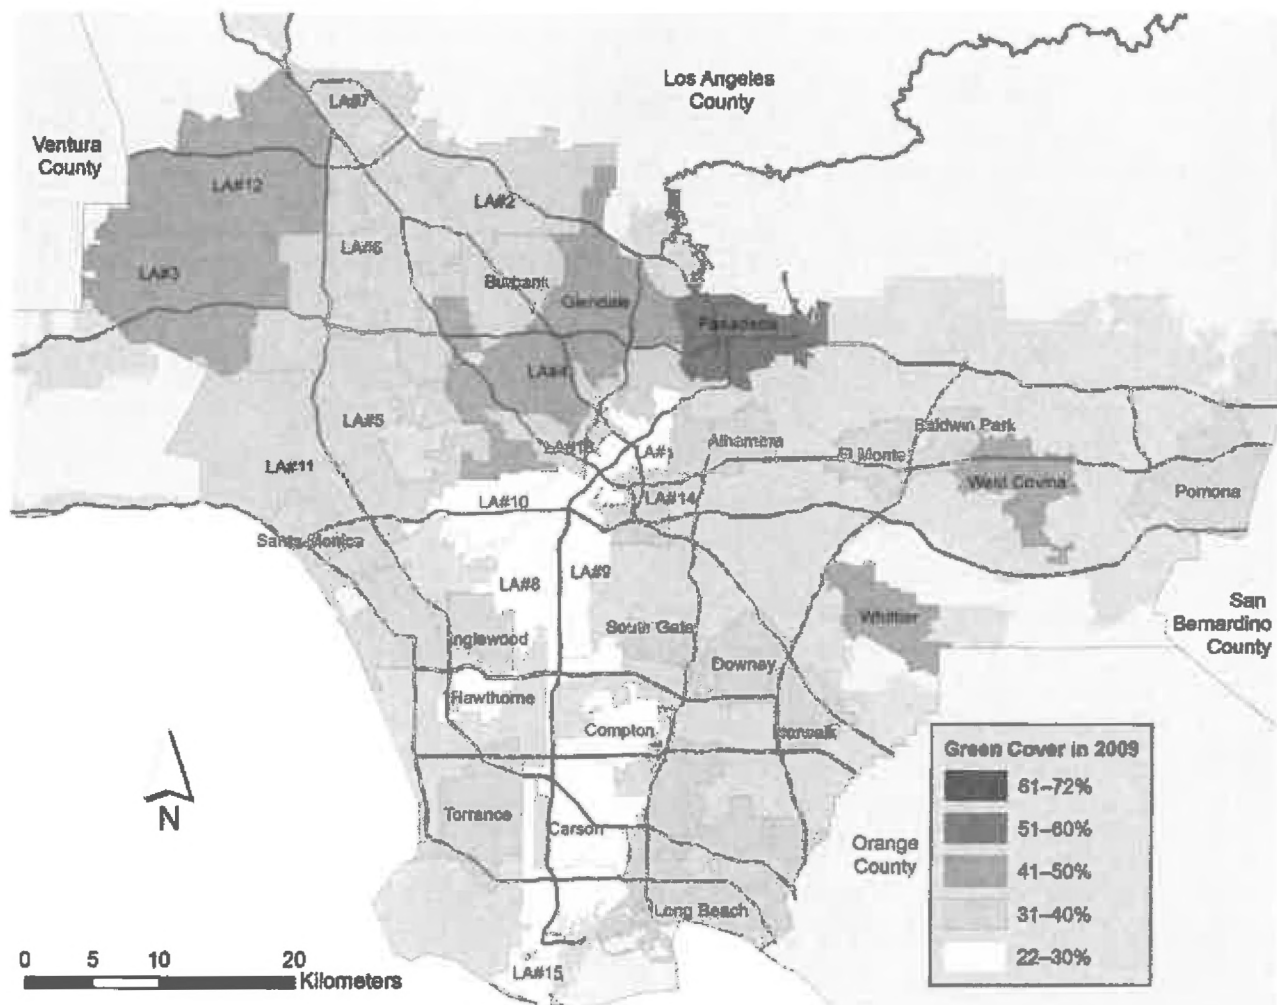 Los Angeles
County
Ventura
County
LA#7
LA#12
LA#2
LA#6
LA#3
Burbank
Glendale
Pasadena
LA#4
LA#5
LA#13
LA#1
Alhambra
Baldwin Park
El Monte
LA#11
West Covina
Pomona
LA#10
LA#14
Santa Monica
LA#8
LA#9
San
Bernardino
County
Whittier
Inglewood
South Gate
Downey
Hawthorne
Compton
Norwalk
N
Torrance
Carson
Orange
County
Long Beach
LA#15
Green Cover in 2009
61–72%
51–60%
41–50%
31–40%
22–30%
0 5 10 20
Kilometers